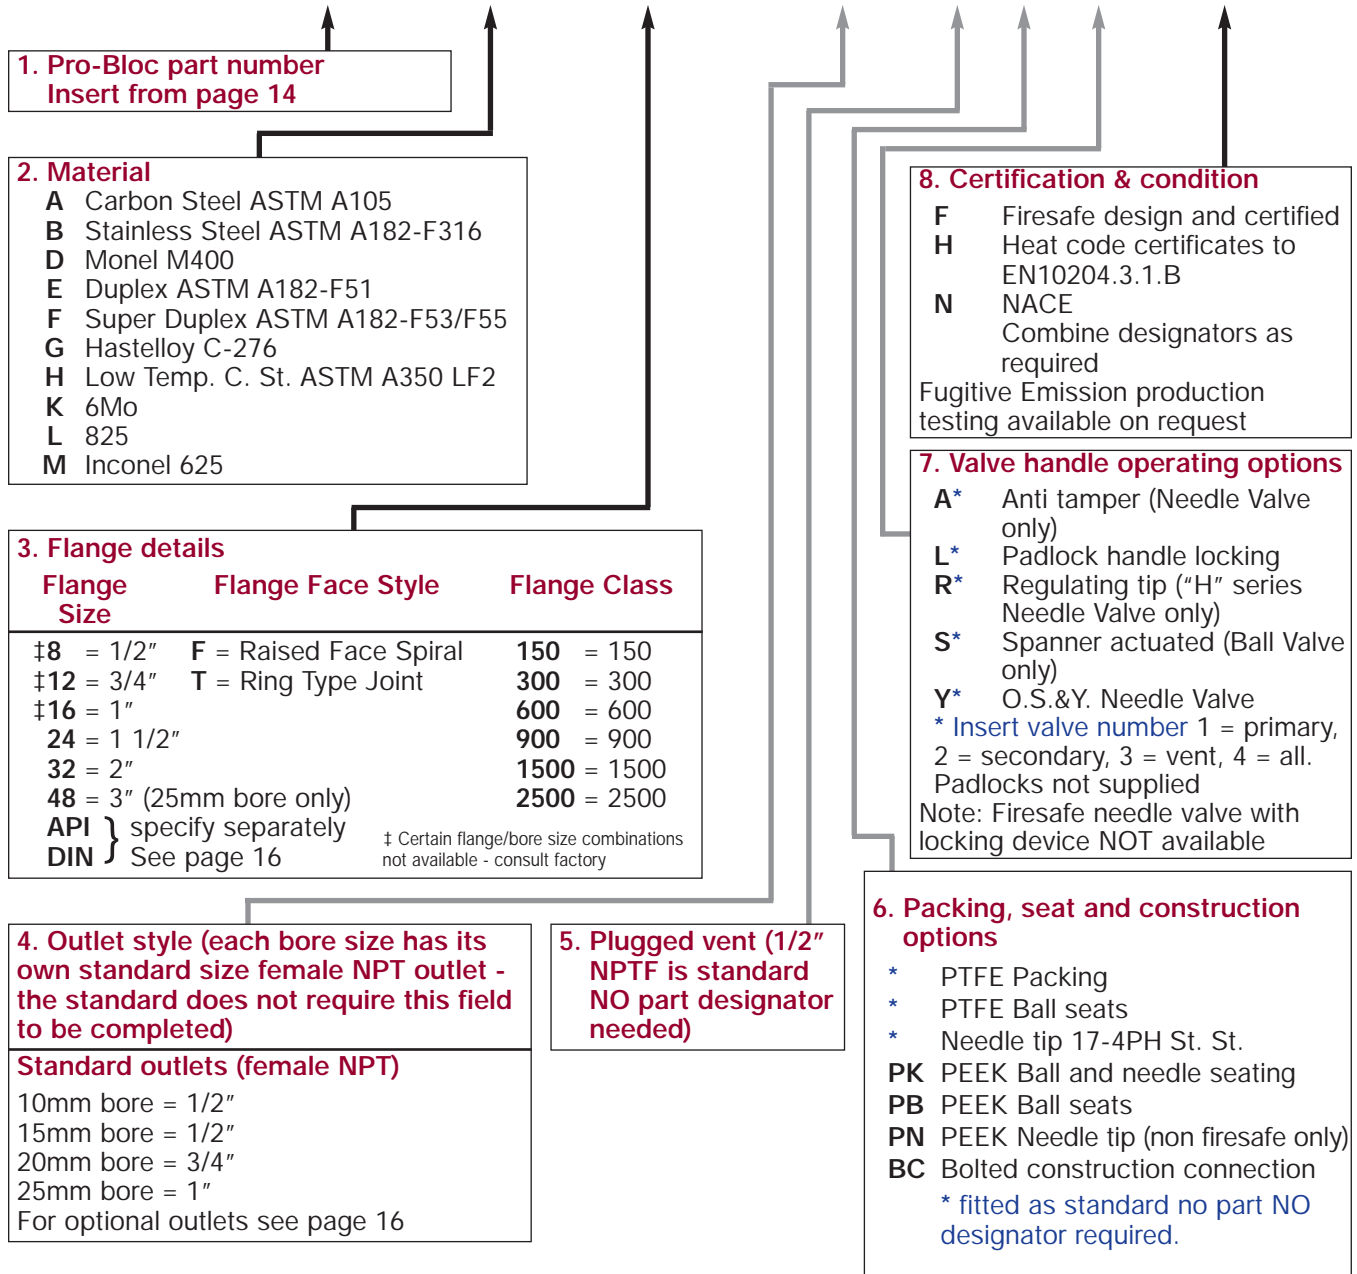 1. Pro-Bloc part number
Insert from page 14
2. Material
A Carbon Steel ASTM A105
B Stainless Steel ASTM A182-F316
D Monel M400
E Duplex ASTM A182-F51
F Super Duplex ASTM A182-F53/F55
G Hastelloy C-276
H Low Temp. C. St. ASTM A350 LF2
K 6Mo
L 825
M Inconel 625
3. Flange details
Flange Size Flange Face Style Flange Class
‡8 = 1/2" F = Raised Face Spiral 150 = 150
‡12 = 3/4" T = Ring Type Joint 300 = 300
‡16 = 1" 600 = 600
24 = 1 1/2" 900 = 900
32 = 2" 1500 = 1500
48 = 3" (25mm bore only) 2500 = 2500
API } specify separately
DIN } See page 16
‡ Certain flange/bore size combinations
not available - consult factory
4. Outlet style (each bore size has its
own standard size female NPT outlet -
the standard does not require this field
to be completed)
Standard outlets (female NPT)
10mm bore = 1/2"
15mm bore = 1/2"
20mm bore = 3/4"
25mm bore = 1"
For optional outlets see page 16
5. Plugged vent (1/2"
NPTF is standard
NO part designator
needed)
6. Packing, seat and construction
options
* PTFE Packing
* PTFE Ball seats
* Needle tip 17-4PH St. St.
PK PEEK Ball and needle seating
PB PEEK Ball seats
PN PEEK Needle tip (non firesafe only)
BC Bolted construction connection
* fitted as standard no part NO
designator required.
7. Valve handle operating options
A* Anti tamper (Needle Valve
only)
L* Padlock handle locking
R* Regulating tip ("H" series
Needle Valve only)
S* Spanner actuated (Ball Valve
only)
Y* O.S.&Y. Needle Valve
* Insert valve number 1 = primary,
2 = secondary, 3 = vent, 4 = all.
Padlocks not supplied
Note: Firesafe needle valve with
locking device NOT available
8. Certification & condition
F Firesafe design and certified
H Heat code certificates to
EN10204.3.1.B
N NACE
Combine designators as
required
Fugitive Emission production
testing available on request